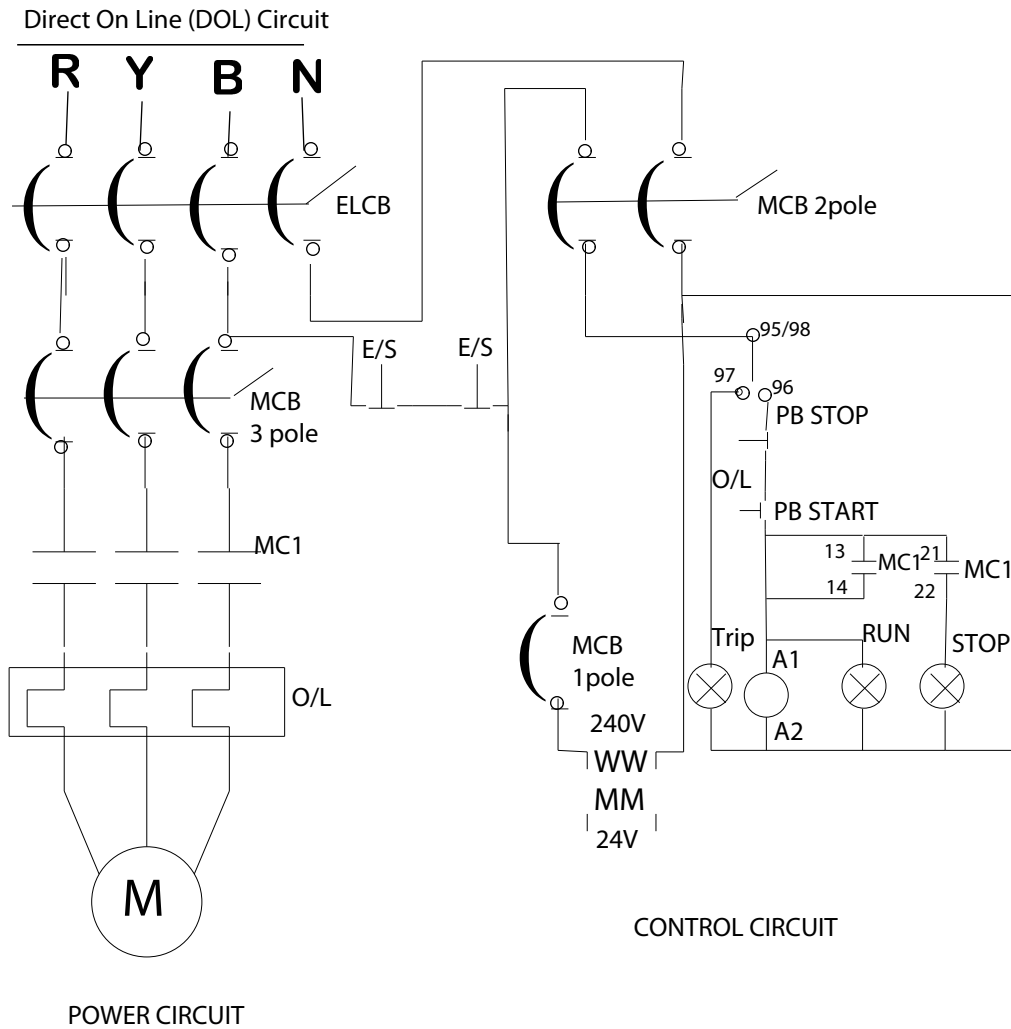 Direct On Line (DOL) Circuit
R Y B N
ELCB
MCB 2pole
95/98
E/S E/S
97 96
MCB
3 pole
PB STOP
O/L
PB START
MC1
13 MC1 21 MC1
14 22
Trip RUN STOP
MCB
1pole
A1
O/L
240V
A2
WW
MM
24V
M
CONTROL CIRCUIT
POWER CIRCUIT